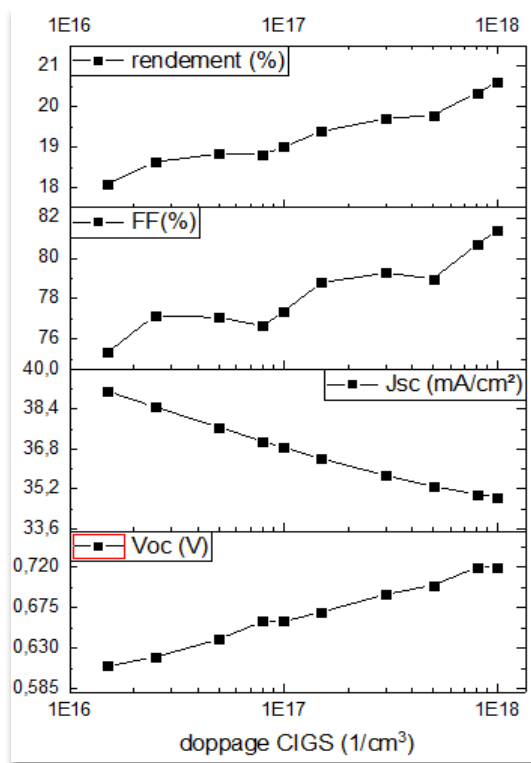 1E16 1E17 1E18
21
rendement (%)
20
19
18
82
FF(%)
80
78
76
40,0
Jsc (mA/cm²)
38,4
36,8
35,2
33,6
Voc (V)
0,720
0,675
0,630
0,585
1E16 1E17 1E18
doppage CIGS (1/cm³)